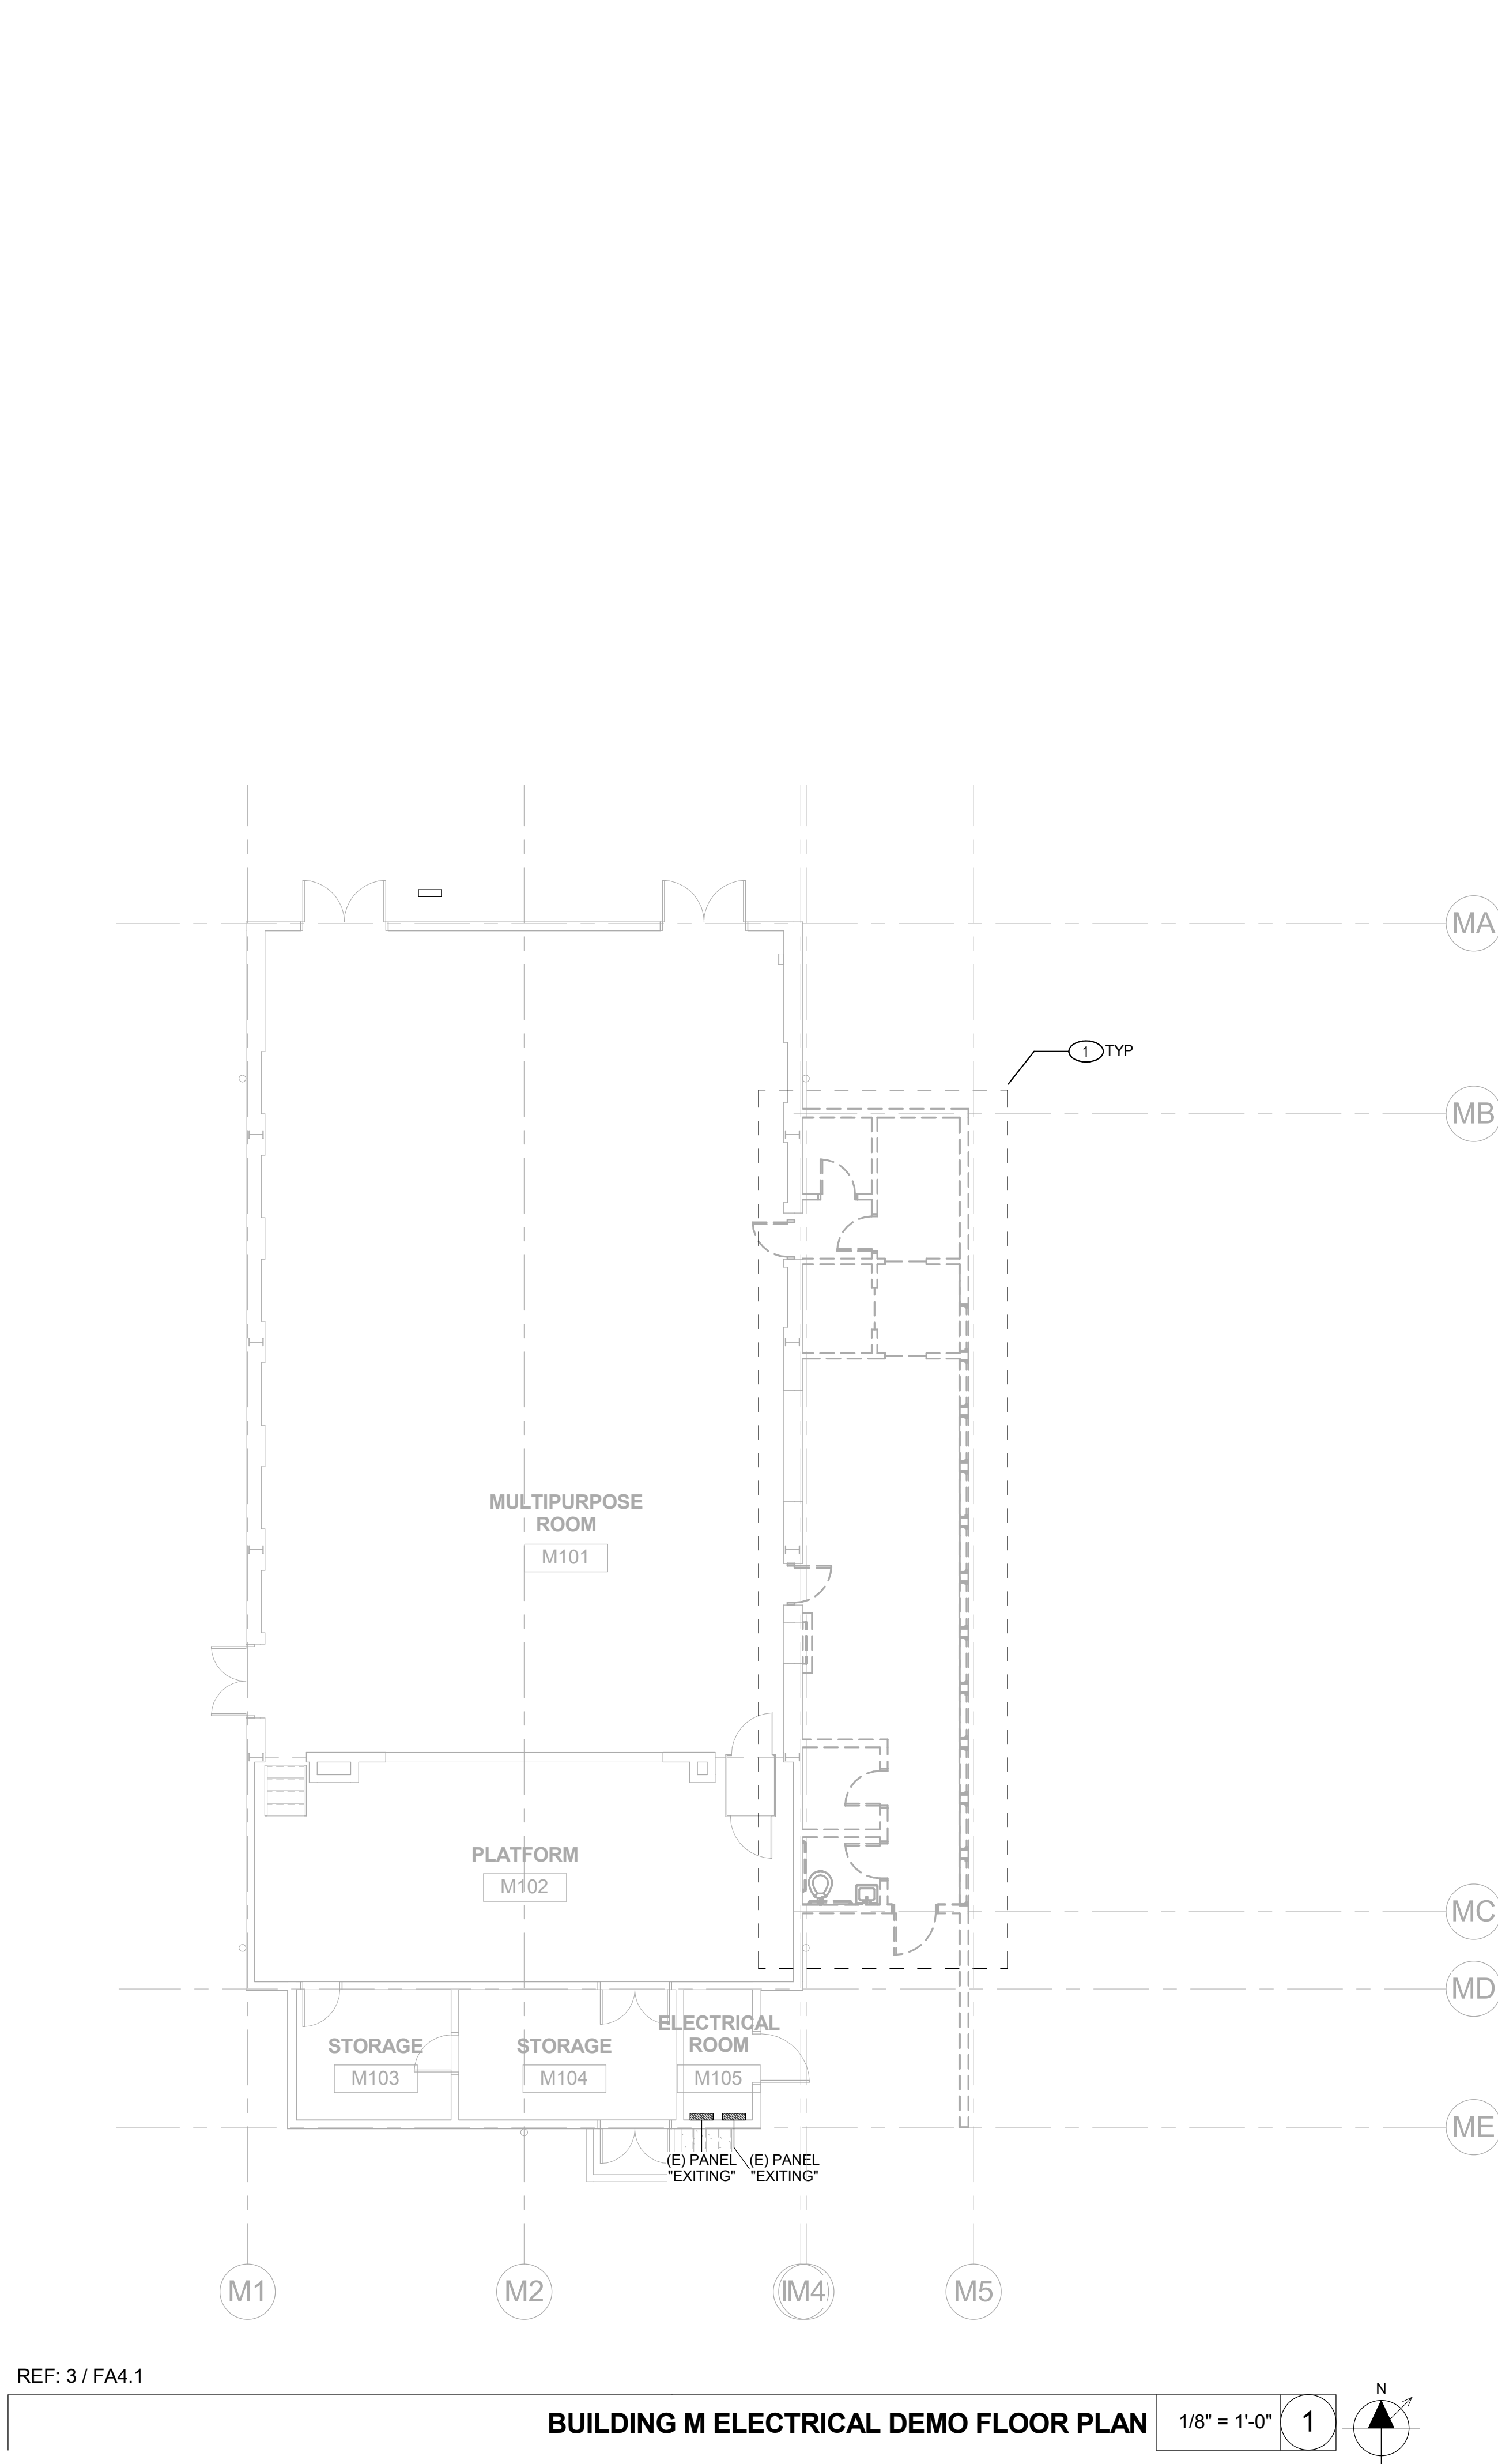 MA
1 TYP
MB
MULTIPURPOSE
ROOM
M101
PLATFORM
M102
MC
MD
ELECTRICAL
ROOM
M105
STORAGE
M103
STORAGE
M104
ME
(E) PANEL
"EXITING"
(E) PANEL
"EXITING"
M1
M2
M4
M5
REF: 3 / FA4.1
N
BUILDING M ELECTRICAL DEMO FLOOR PLAN
1/8" = 1'-0"
1